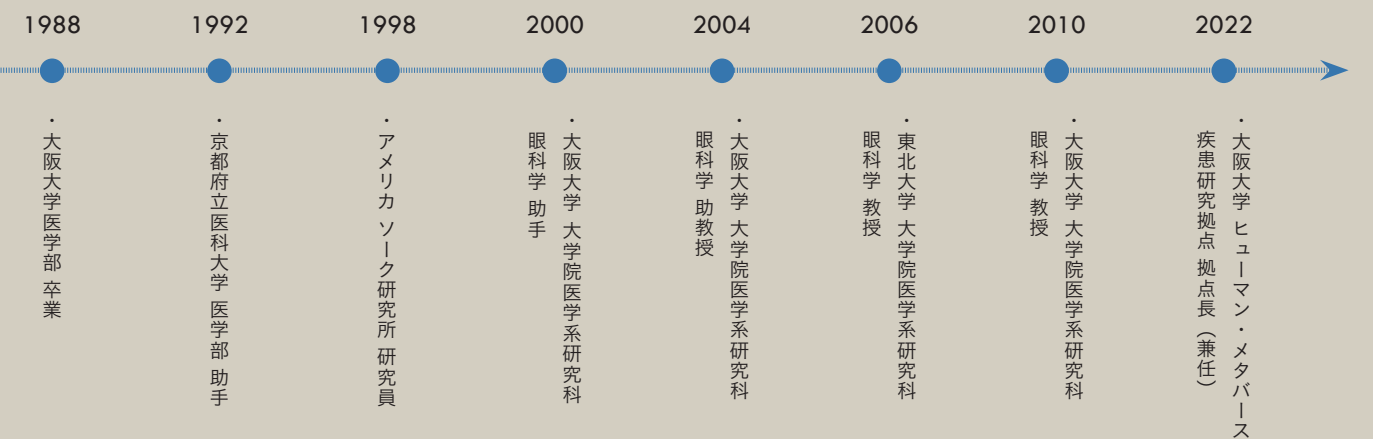 1988
・大阪大学医学部 卒業
1992
・京都府立医科大学 医学部 助手
1998
・アメリカ ソーク研究所 研究員
2000
・大阪大学 大学院医学系研究科
眼科学 助手
2004
・大阪大学 大学院医学系研究科
眼科学 助教授
2006
・東北大学 大学院医学系研究科
眼科学 教授
2010
・大阪大学 大学院医学系研究科
眼科学 教授
2022
・大阪大学 ヒューマン・メタバース
疾患研究拠点 拠点長（兼任）